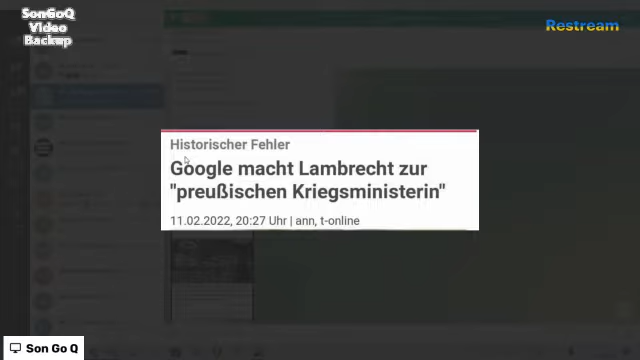 SonGoQ
Video
Backup
Restream
Historischer Fehler
Google macht Lambrecht zur
"preußischen Kriegsministerin"
11.02.2022, 20:27 Uhr | ann, t-online
Son Go Q